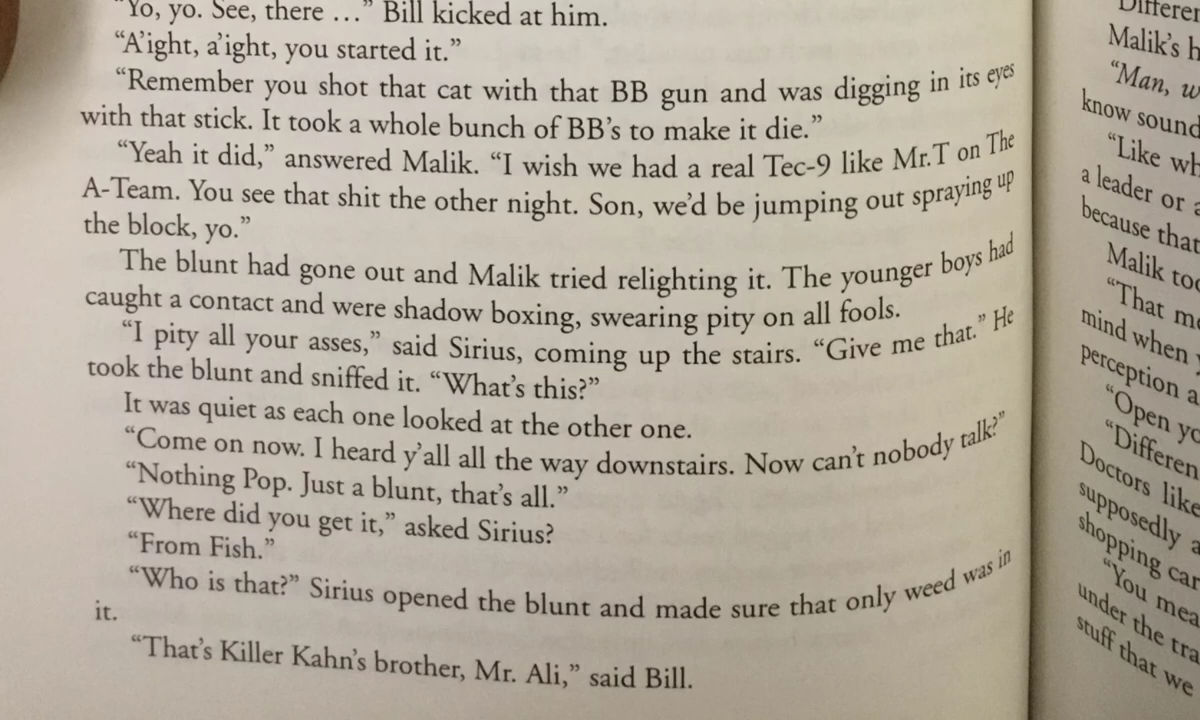 "Yo, yo. See, there …" Bill kicked at him.
"A'ight, a'ight, you started it."
"Remember you shot that cat with that BB gun and was digging in its eyes
with that stick. It took a whole bunch of BB's to make it die."
"Yeah it did," answered Malik. "I wish we had a real Tec-9 like Mr.T on The
A-Team. You see that shit the other night. Son, we'd be jumping out spraying up
the block, yo."
The blunt had gone out and Malik tried relighting it. The younger boys had
caught a contact and were shadow boxing, swearing pity on all fools.
"I pity all your asses," said Sirius, coming up the stairs. "Give me that." He
took the blunt and sniffed it. "What's this?"
It was quiet as each one looked at the other one.
"Come on now. I heard y'all all the way downstairs. Now can't nobody talk?"
"Nothing Pop. Just a blunt, that's all."
"Where did you get it," asked Sirius?
"From Fish."
"Who is that?" Sirius opened the blunt and made sure that only weed was in
it.
"That's Killer Kahn's brother, Mr. Ali," said Bill.
Malik's
"Man,
know sound
"Like
a leader or
because that
Malik
"That
mind when
perception
"Open
Doctors like
supposedly
shopping
"You
under the
stuff that we